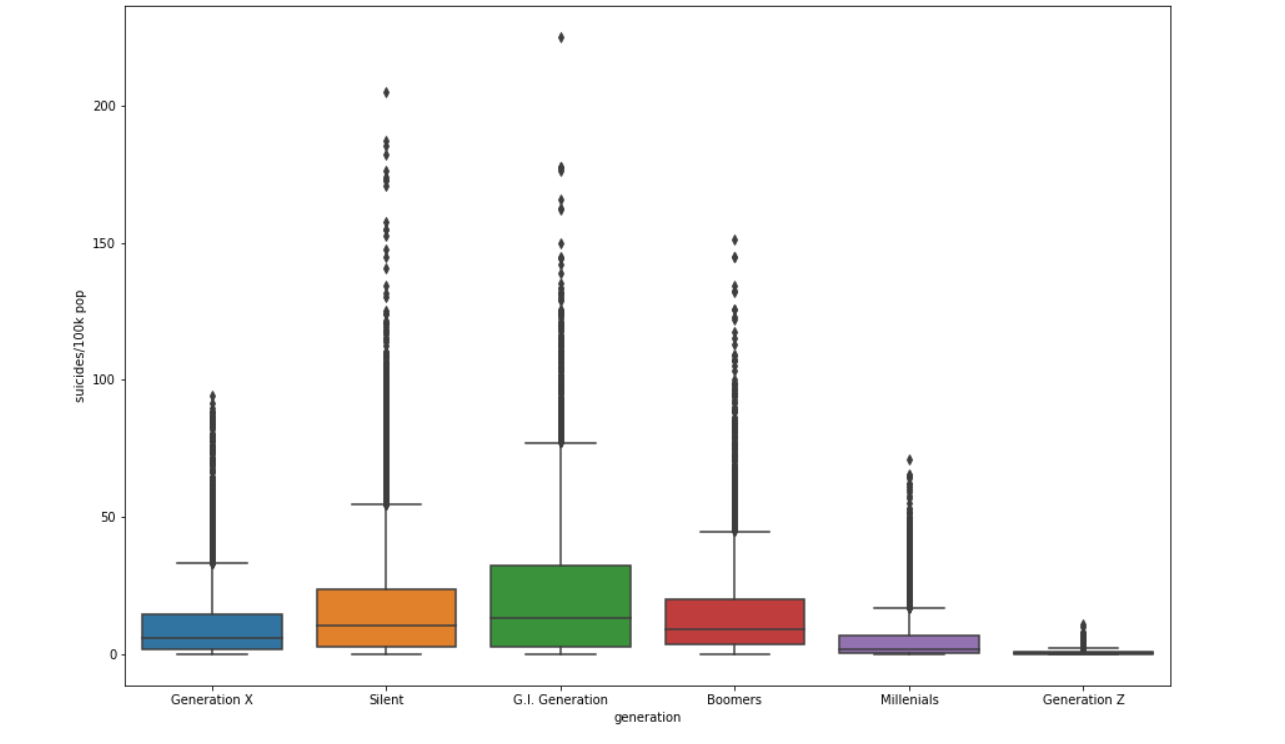 200
150
100
50
0
suicides/100k pop
Generation X Silent G.I. Generation Boomers Millenials Generation Z
generation